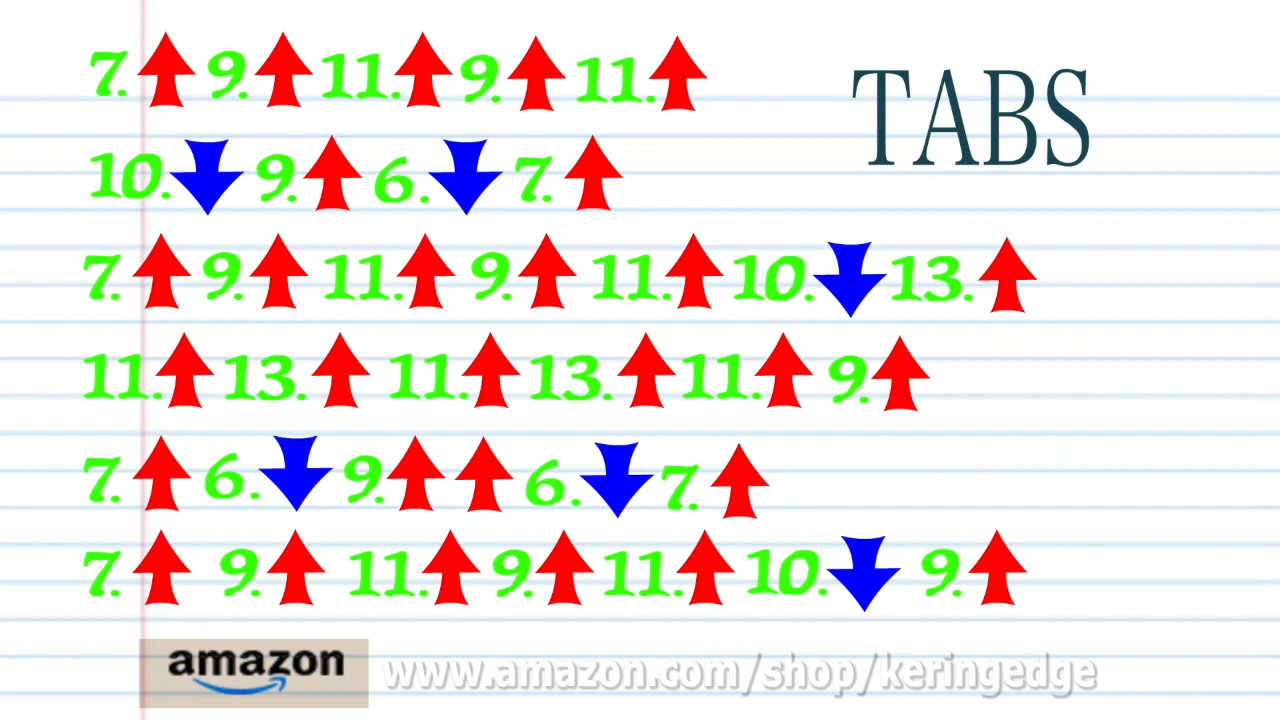 7. 9. 11. 9. 11.
TABS
10. 9. 6. 7.
7. 9. 11. 9. 11. 10. 13.
11. 13. 11. 13. 11. 9.
7. 6. 9. 6. 7.
7. 9. 11. 9. 11. 10. 9.
amazon www.amazon.com/shop/keringedge